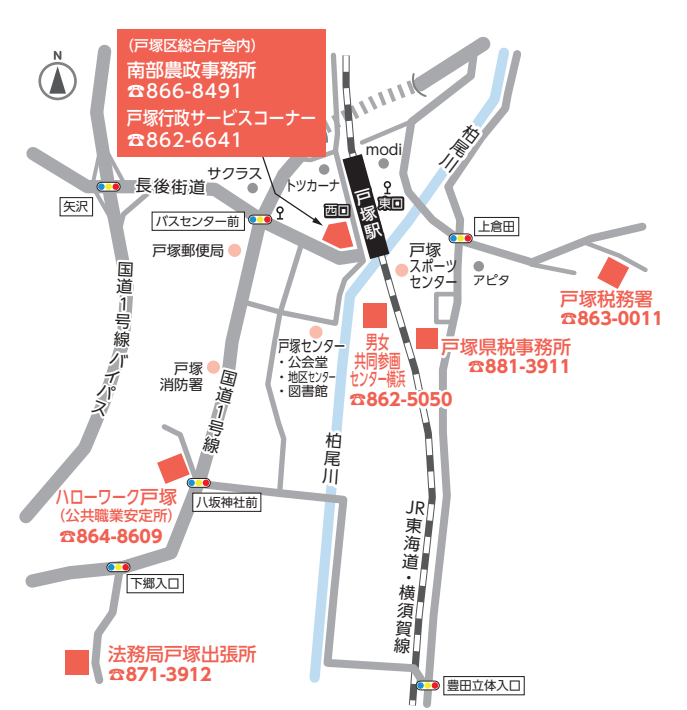 N
(戸塚区総合庁舎内)
南部農政事務所
☎866-8491
戸塚行政サービスコーナー
☎862-6641
柏尾川
modi
サクラス
トツカーナ
長後街道
矢沢
バスセンター前
西口
戸塚駅
東口
上倉田
戸塚郵便局
戸塚
スポーツ
センター
アピタ
国道1号線バイパス
戸塚税務署
☎863-0011
戸塚センター
・公会堂
・地区センター
・図書館
男女
共同参画
センター横浜
☎862-5050
戸塚県税事務所
☎881-3911
戸塚
消防署
国道1号線
柏尾川
ハローワーク戸塚
(公共職業安定所)
☎864-8609
八坂神社前
JR東海道・横須賀線
下郷入口
法務局戸塚出張所
☎871-3912
豊田立体入口